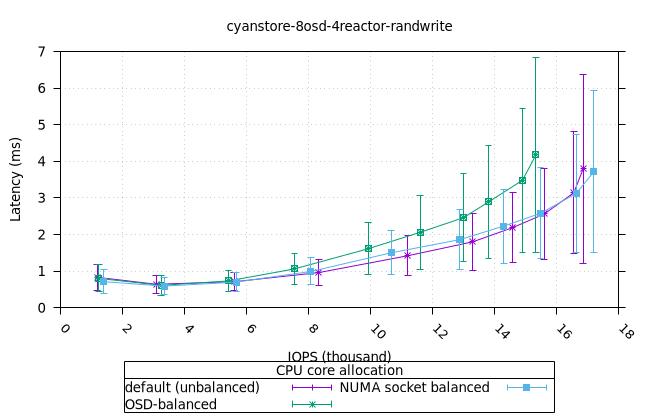 cyanstore-8osd-4reactor-randwrite
7
6
5
4
3
2
1
0
Latency (ms)
0 2 4 6 8 10 12 14 16 18
IOPS (thousand)
CPU core allocation
default (unbalanced) NUMA socket balanced
OSD-balanced